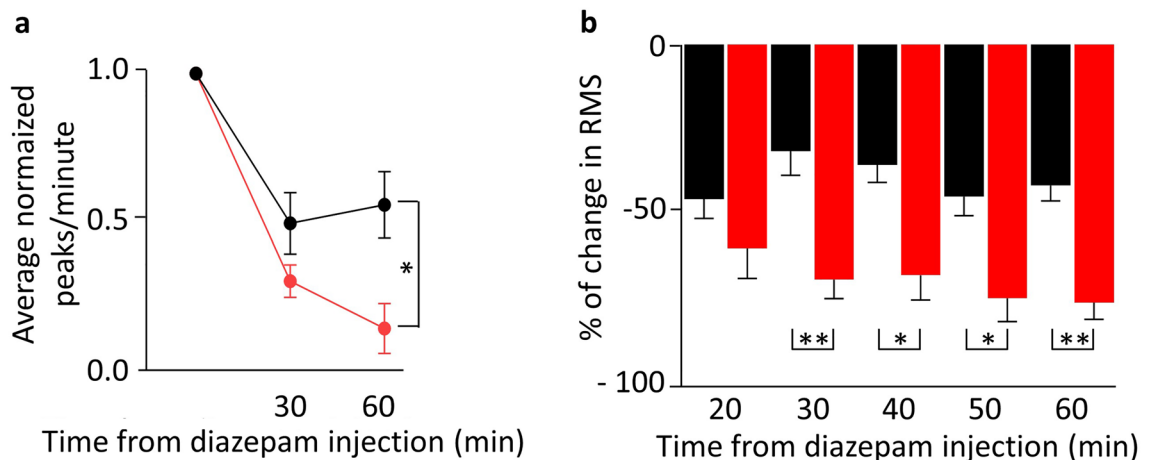 a
Average normaized
peaks/minute
1.0
0.5
0.0
*
30 60
Time from diazepam injection (min)
b
% of change in RMS
0
-50
- 100
** * * **
20 30 40 50 60
Time from diazepam injection (min)